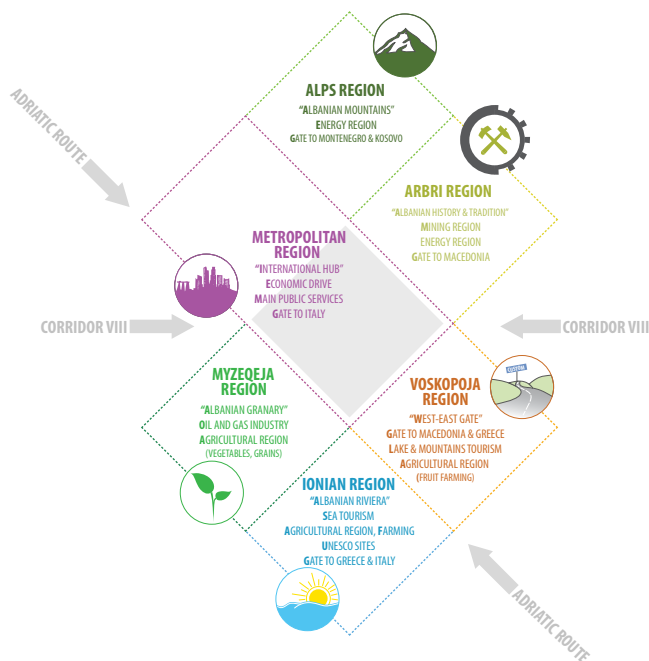 ALPS REGION
“ALBANIAN MOUNTAINS”
ENERGY REGION
GATE TO MONTENEGRO & KOSOVO
ADRIATIC ROUTE
ARBRI REGION
“ALBANIAN HISTORY & TRADITION”
MINING REGION
ENERGY REGION
GATE TO MACEDONIA
METROPOLITAN
REGION
“INTERNATIONAL HUB”
ECONOMIC DRIVE
MAIN PUBLIC SERVICES
GATE TO ITALY
CORRIDOR VIII
CORRIDOR VIII
MYZEQEJA
REGION
“ALBANIAN GRANARY”
OIL AND GAS INDUSTRY
AGRICULTURAL REGION
(VEGETABLES, GRAINS)
CUSTOM
VOSKOPOJA
REGION
“WEST-EAST GATE”
GATE TO MACEDONIA & GREECE
LAKE & MOUNTAINS TOURISM
AGRICULTURAL REGION
(FRUIT FARMING)
IONIAN REGION
“ALBANIAN RIVIERA”
SEA TOURISM
AGRICULTURAL REGION, FARMING
UNESCO SITES
GATE TO GREECE & ITALY
ADRIATIC ROUTE